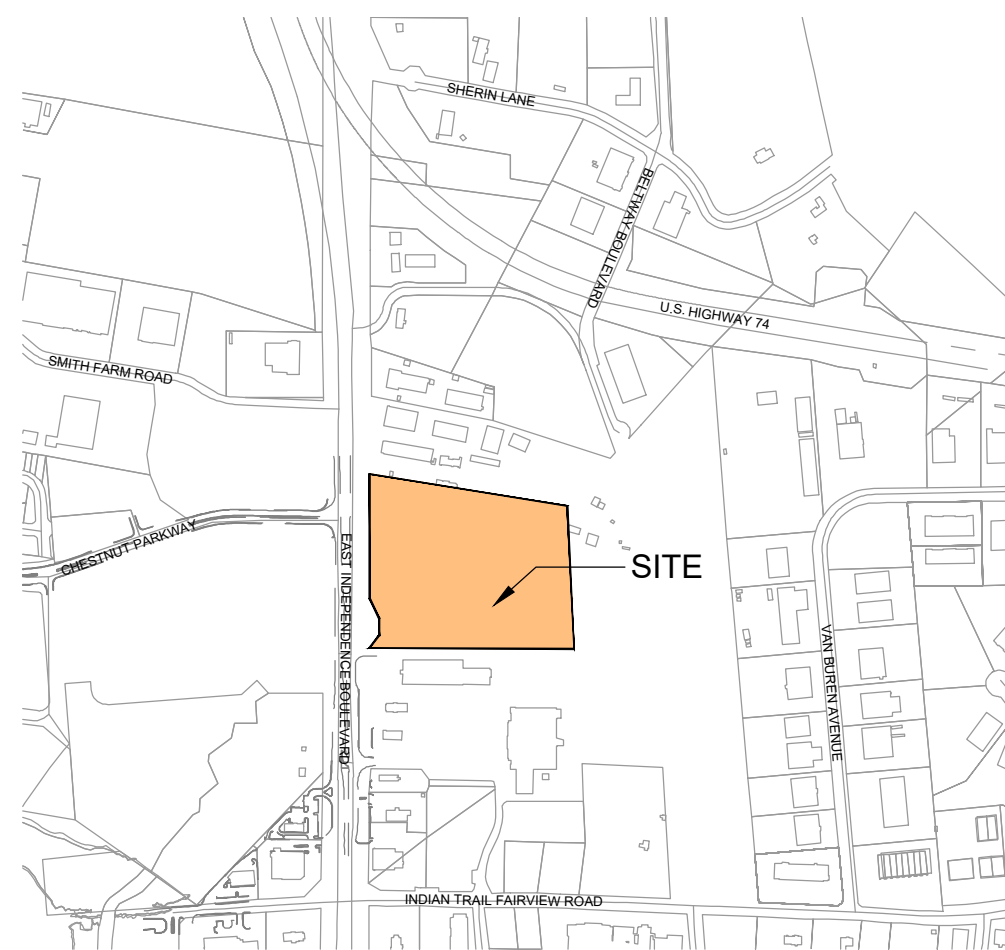 SHERIN LANE
BELTWAY BOULEVARD
U.S. HIGHWAY 74
SMITH FARM ROAD
CHESTNUT PARKWAY
EAST INDEPENDENCE BOULEVARD
SITE
VAN BUREN AVENUE
INDIAN TRAIL FAIRVIEW ROAD